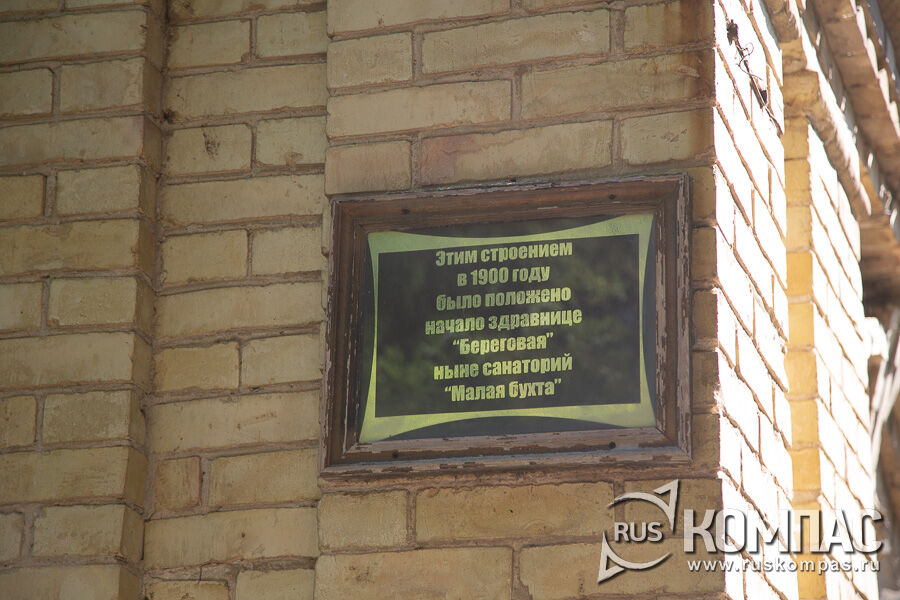 Этим строением
в 1900 году
было положено
начало здравнице
"Береговая"
ныне санаторий
"Малая бухта"
RUS КОМПАС
www.ruskompas.ru